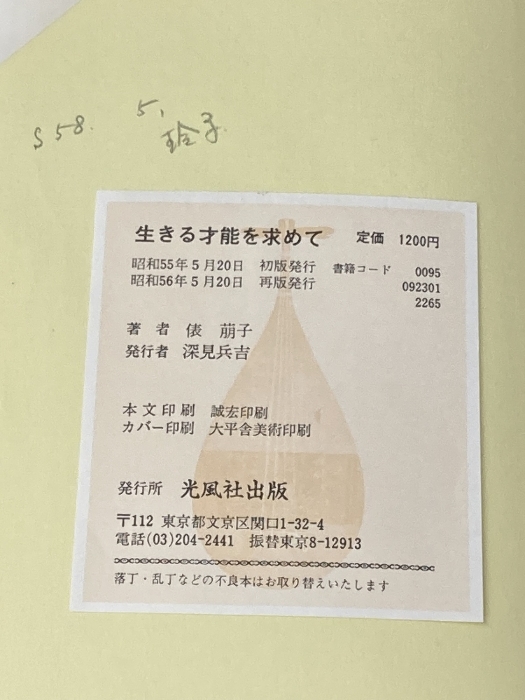 S58. 5.
玲子.
生きる才能を求めて 定価 1200円
昭和55年5月20日 初版発行 書籍コード 0095
昭和56年5月20日 再版発行 092301
2265
著者 俵 萠子
発行者 深見兵吉
本文印刷 誠宏印刷
カバー印刷 大平舎美術印刷
発行所 光風社出版
〒112 東京都文京区関口1-32-4
電話(03)204-2441 振替東京8-12913
落丁・乱丁などの不良本はお取り替えいたします